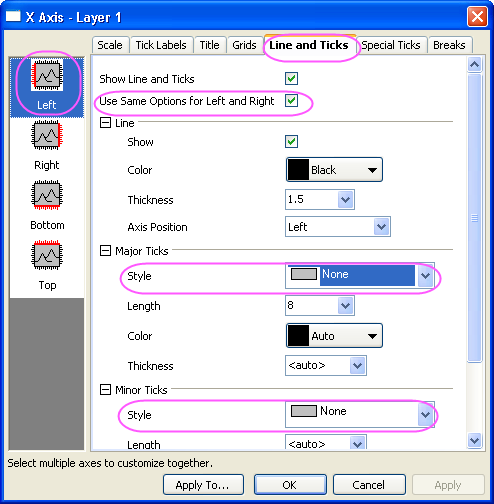 X Axis - Layer 1
Scale Tick Labels Title Grids Line and Ticks Special Ticks Breaks
Left
Right
Bottom
Top
Show Line and Ticks
Use Same Options for Left and Right
Line
Show
Color Black
Thickness 1.5
Axis Position Left
Major Ticks
Style None
Length 8
Color Auto
Thickness <auto>
Minor Ticks
Style None
Length <auto>
Select multiple axes to customize together.
Apply To... OK Cancel Apply